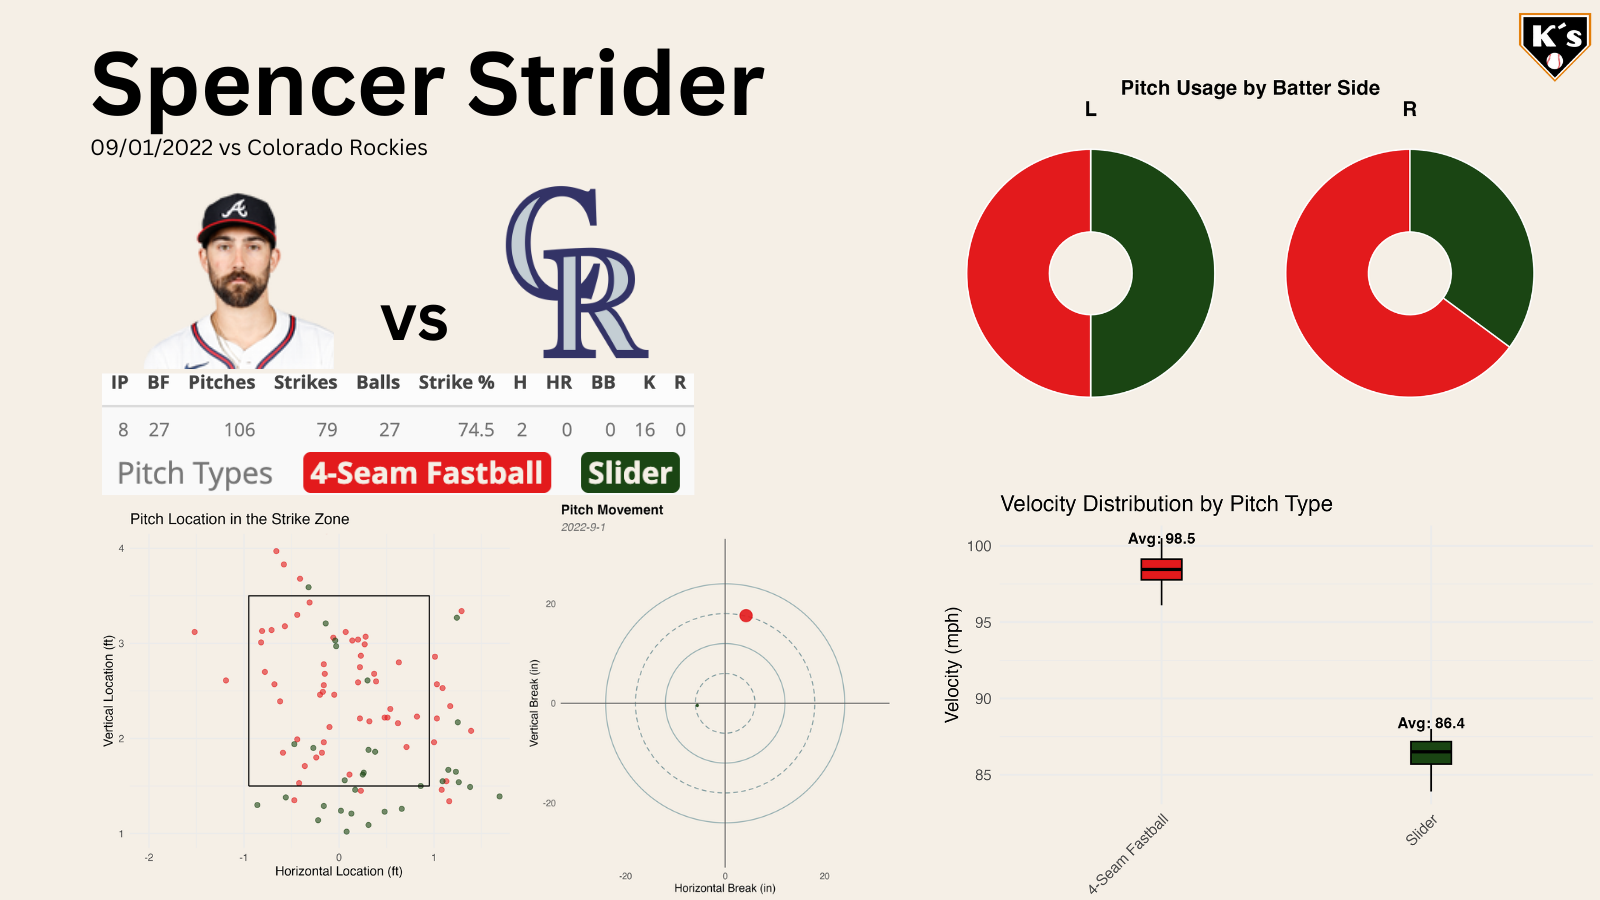 Spencer Strider
09/01/2022 vs Colorado Rockies
K´s
A
CR
vs
IP BF Pitches Strikes Balls Strike % H HR BB K R
8 27 106 79 27 74.5 2 0 0 16 0
Pitch Types 4-Seam Fastball Slider
Pitch Usage by Batter Side
L R
Pitch Location in the Strike Zone
Vertical Location (ft)
4
3
2
1
-2 -1 0 1
Horizontal Location (ft)
Pitch Movement
2022-9-1
Vertical Break (in)
20
0
-20
-20 0 20
Horizontal Break (in)
Velocity Distribution by Pitch Type
Velocity (mph)
100
95
90
85
Avg: 98.5
Avg: 86.4
4-Seam Fastball
Slider